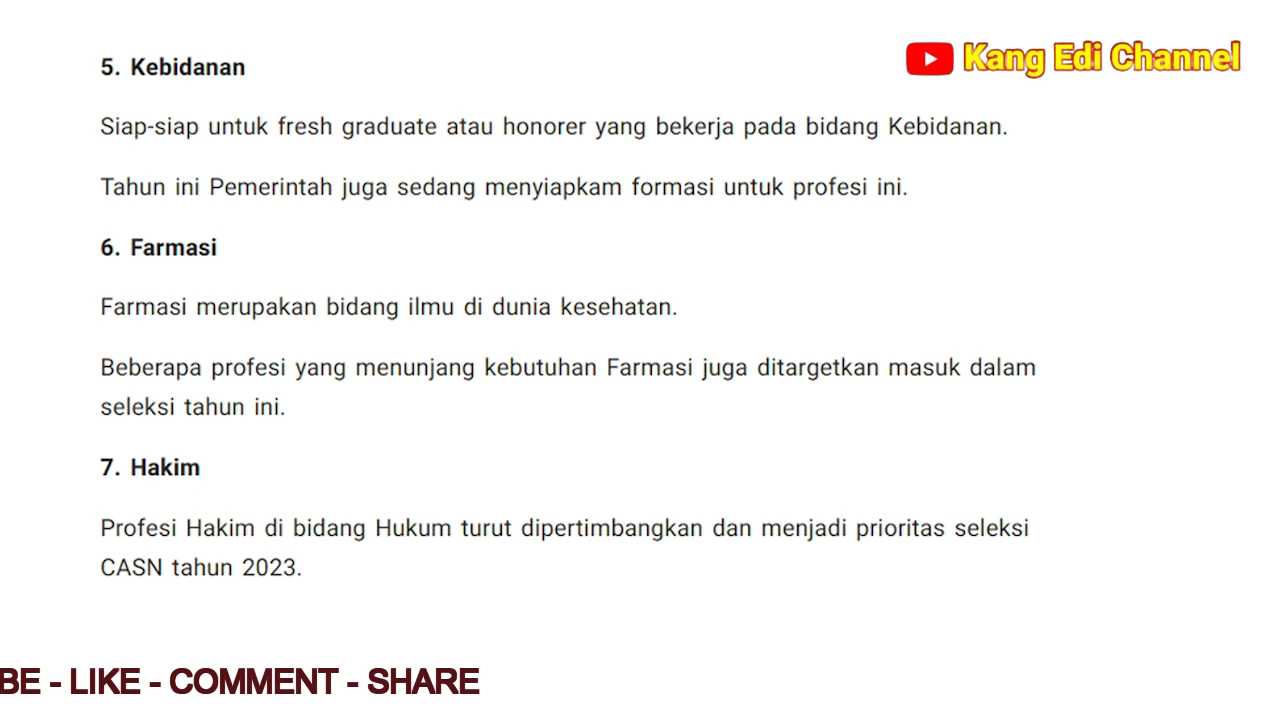 5. Kebidanan
Kang Edi Channel
Siap-siap untuk fresh graduate atau honorer yang bekerja pada bidang Kebidanan.
Tahun ini Pemerintah juga sedang menyiapkam formasi untuk profesi ini.
6. Farmasi
Farmasi merupakan bidang ilmu di dunia kesehatan.
Beberapa profesi yang menunjang kebutuhan Farmasi juga ditargetkan masuk dalam
seleksi tahun ini.
7. Hakim
Profesi Hakim di bidang Hukum turut dipertimbangkan dan menjadi prioritas seleksi
CASN tahun 2023.
BE - LIKE - COMMENT - SHARE